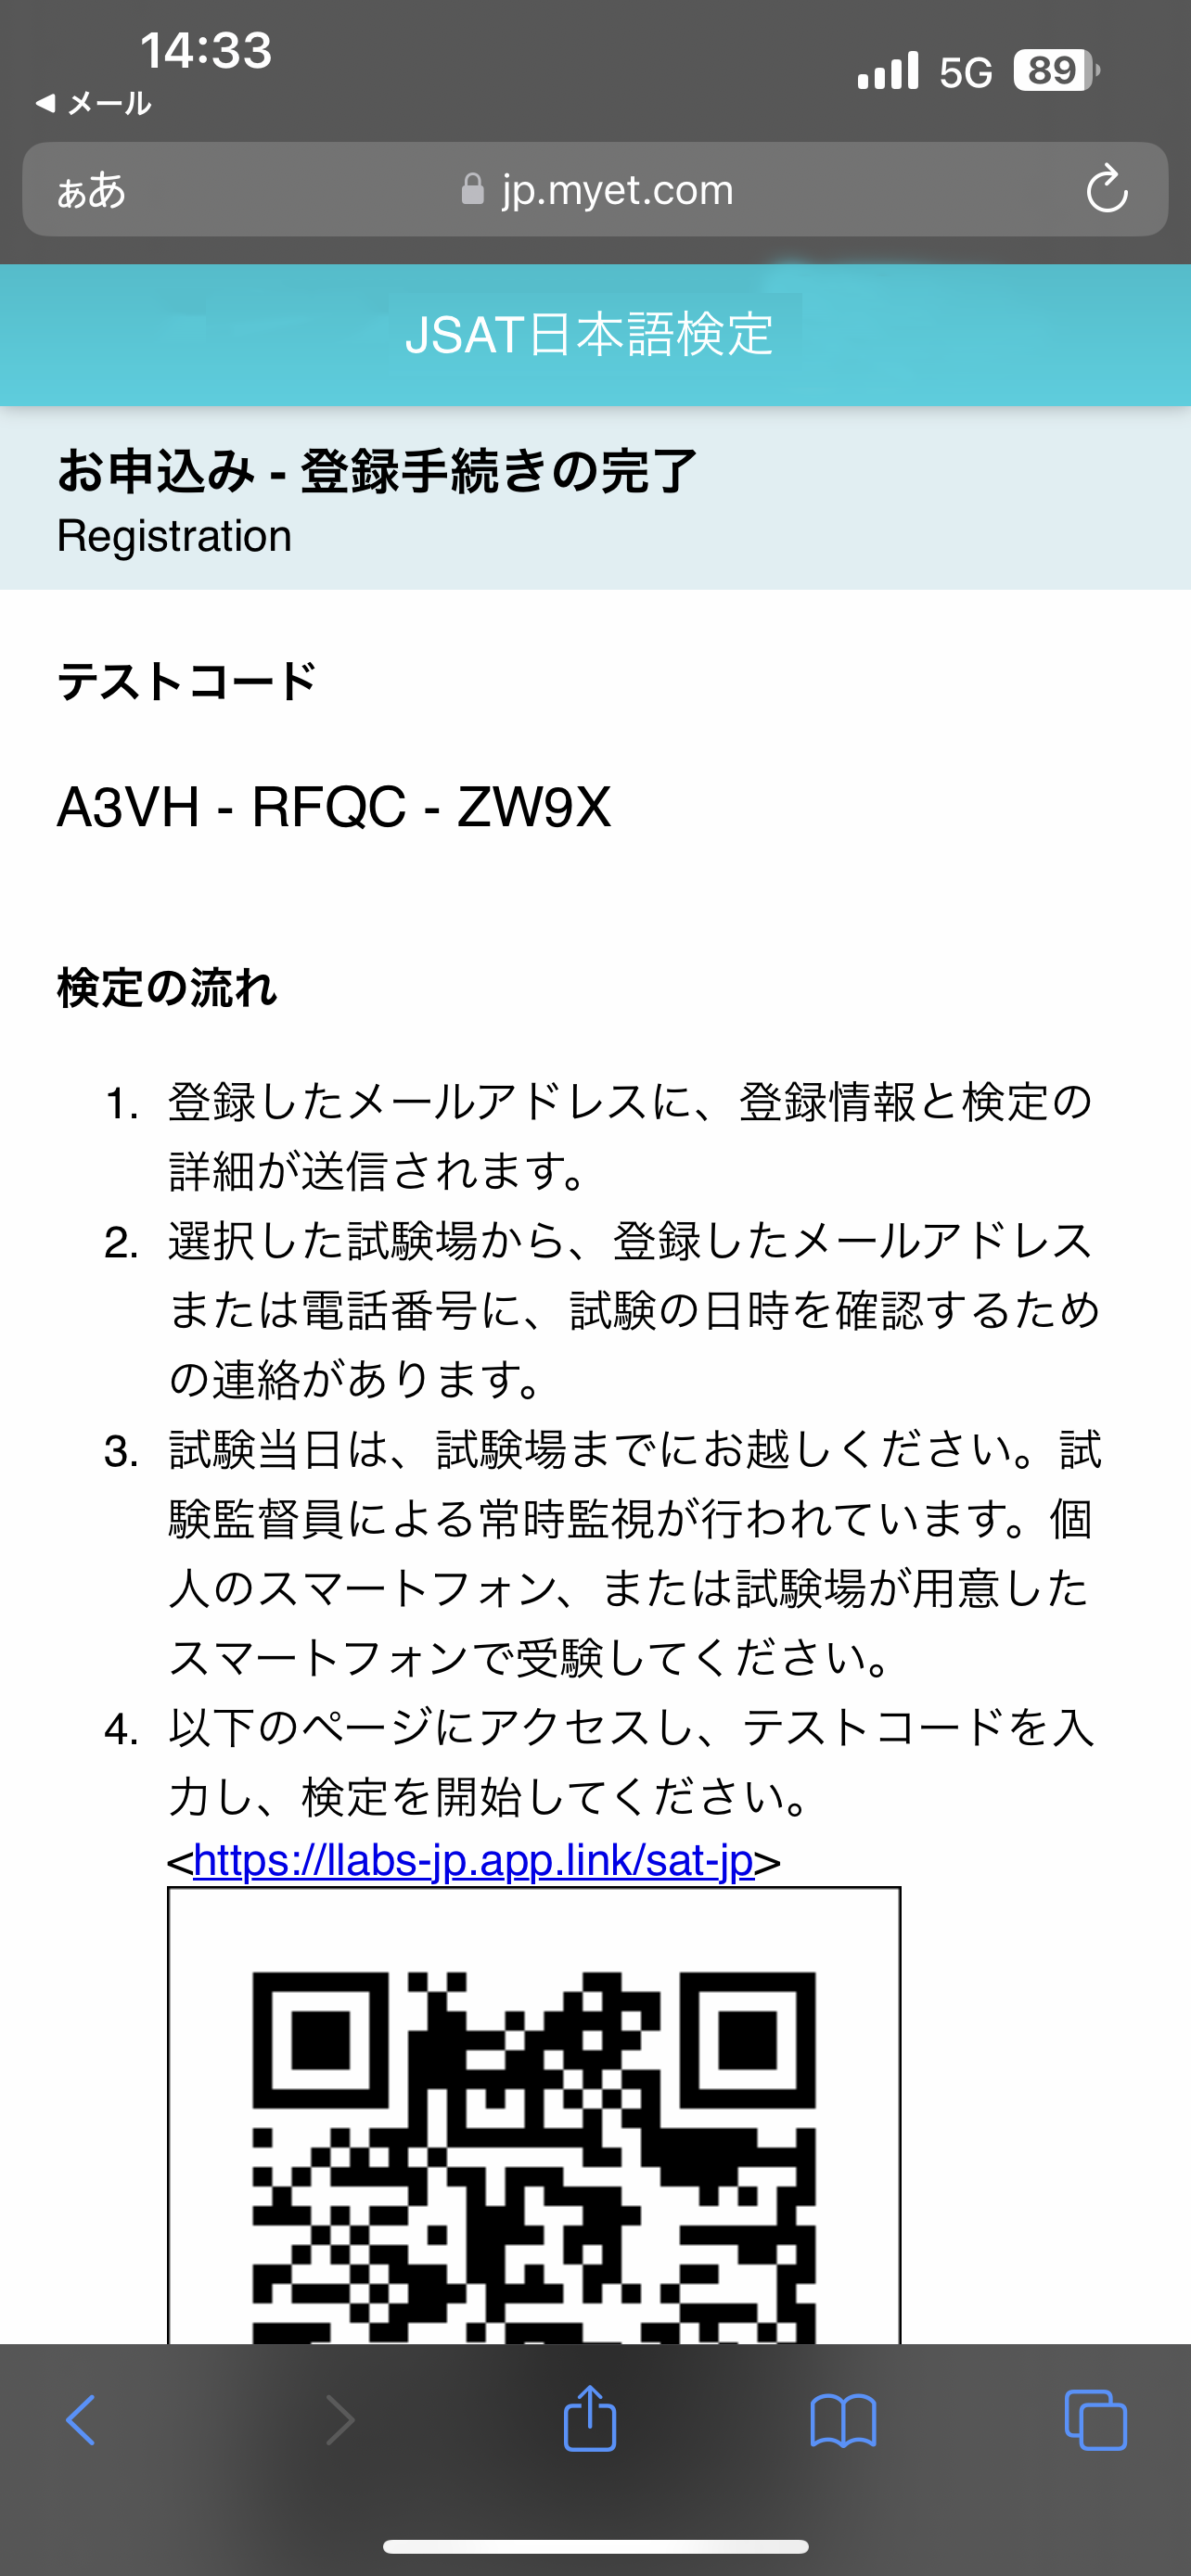 14:33
5G 89
◀ メール
ぁあ jp.myet.com
JSAT日本語検定
お申込み - 登録手続きの完了
Registration
テストコード
A3VH - RFQC - ZW9X
検定の流れ
1. 登録したメールアドレスに、登録情報と検定の
詳細が送信されます。
2. 選択した試験場から、登録したメールアドレス
または電話番号に、試験の日時を確認するため
の連絡があります。
3. 試験当日は、試験場までにお越しください。試
験監督員による常時監視が行われています。個
人のスマートフォン、または試験場が用意した
スマートフォンで受験してください。
4. 以下のページにアクセスし、テストコードを入
力し、検定を開始してください。
<https://llabs-jp.app.link/sat-jp>